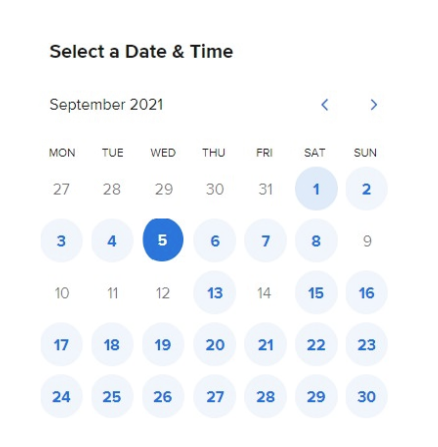 Select a Date & Time
September 2021
MON TUE WED THU FRI SAT SUN
27 28 29 30 31 1 2
3 4 5 6 7 8 9
10 11 12 13 14 15 16
17 18 19 20 21 22 23
24 25 26 27 28 29 30